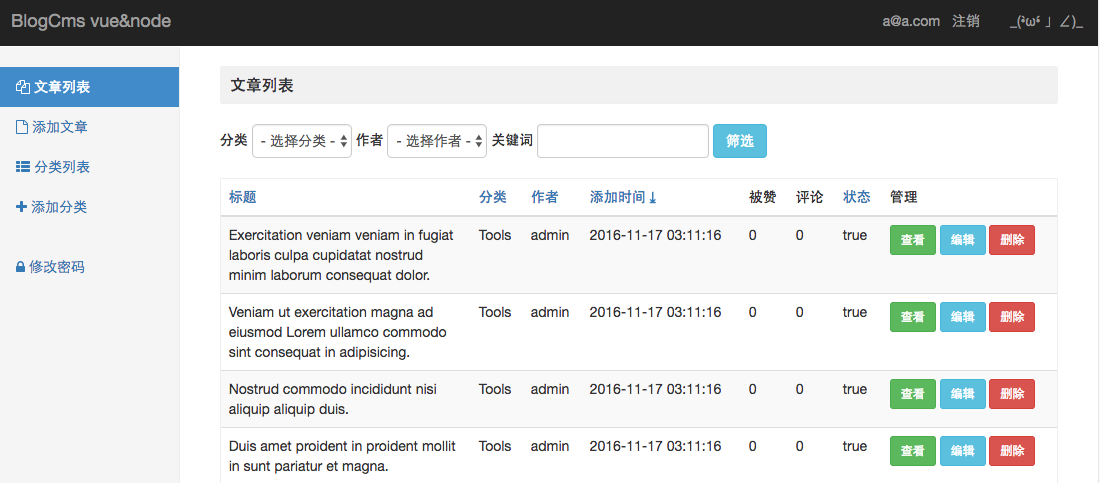 BlogCms vue&node
a@a.com 注销 _(•̀ω•́ 」∠)_
文章列表
添加文章
分类列表
添加分类
修改密码
文章列表
分类 - 选择分类 - 作者 - 选择作者 - 关键词 筛选
标题 分类 作者 添加时间 被赞 评论 状态 管理
Exercitation veniam veniam in fugiat Tools admin 2016-11-17 03:11:16 0 0 true 查看 编辑 删除
laboris culpa cupidatat nostrud
minim laborum consequat dolor.
Veniam ut exercitation magna ad Tools admin 2016-11-17 03:11:16 0 0 true 查看 编辑 删除
eiusmod Lorem ullamco commodo
sint consequat in adipisicing.
Nostrud commodo incididunt nisi Tools admin 2016-11-17 03:11:16 0 0 true 查看 编辑 删除
aliquip aliquip duis.
Duis amet proident in proident mollit Tools admin 2016-11-17 03:11:16 0 0 true 查看 编辑 删除
in sunt pariatur et magna.